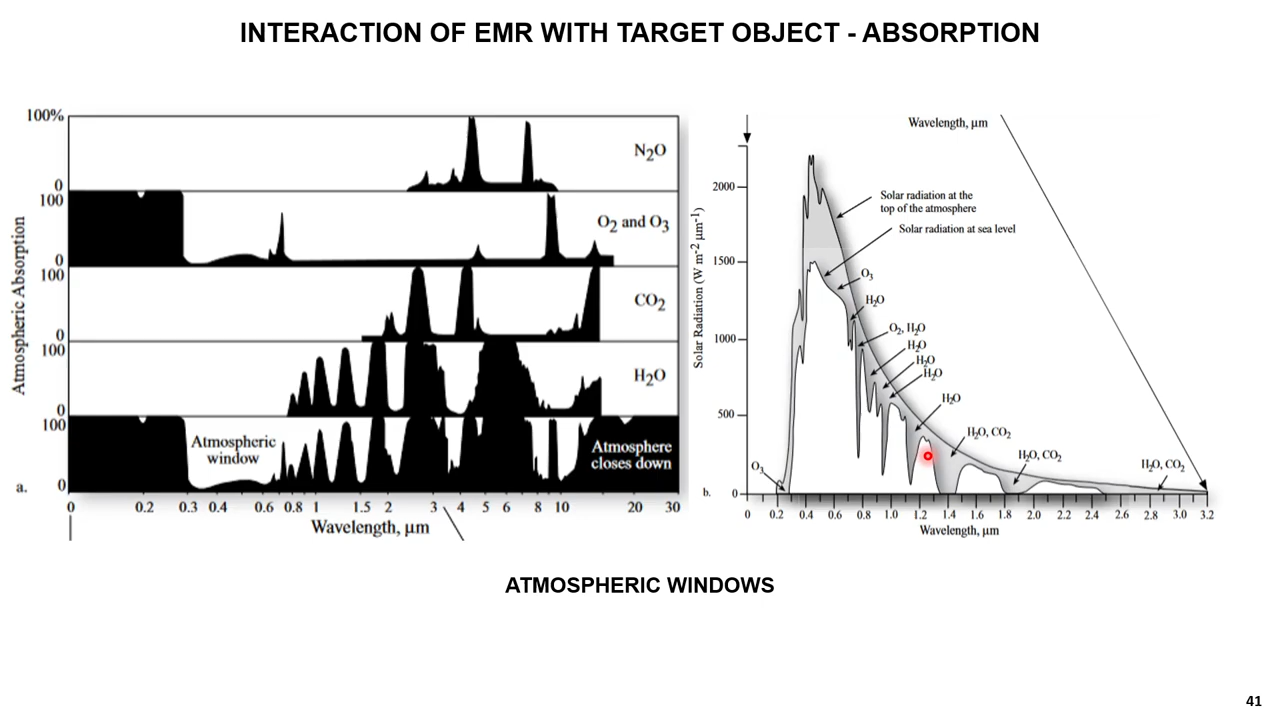 INTERACTION OF EMR WITH TARGET OBJECT - ABSORPTION
Atmospheric Absorption
100%
0
N2O
100
0
O2 and O3
100
0
CO2
100
0
H2O
100
0
Atmospheric
window
Atmosphere
closes down
a.
0 0.2 0.3 0.4 0.6 0.8 1 1.5 2 3 4 5 6 8 10 20 30
Wavelength, μm
Wavelength, μm
Solar Radiation (W m-2 μm-1)
2000
1500
1000
500
0
Solar radiation at the
top of the atmosphere
Solar radiation at sea level
O3
H2O
O2, H2O
H2O
H2O
H2O
H2O
H2O, CO2
H2O, CO2
H2O, CO2
O3
b.
0 0.2 0.4 0.6 0.8 1.0 1.2 1.4 1.6 1.8 2.0 2.2 2.4 2.6 2.8 3.0 3.2
Wavelength, μm
ATMOSPHERIC WINDOWS
41